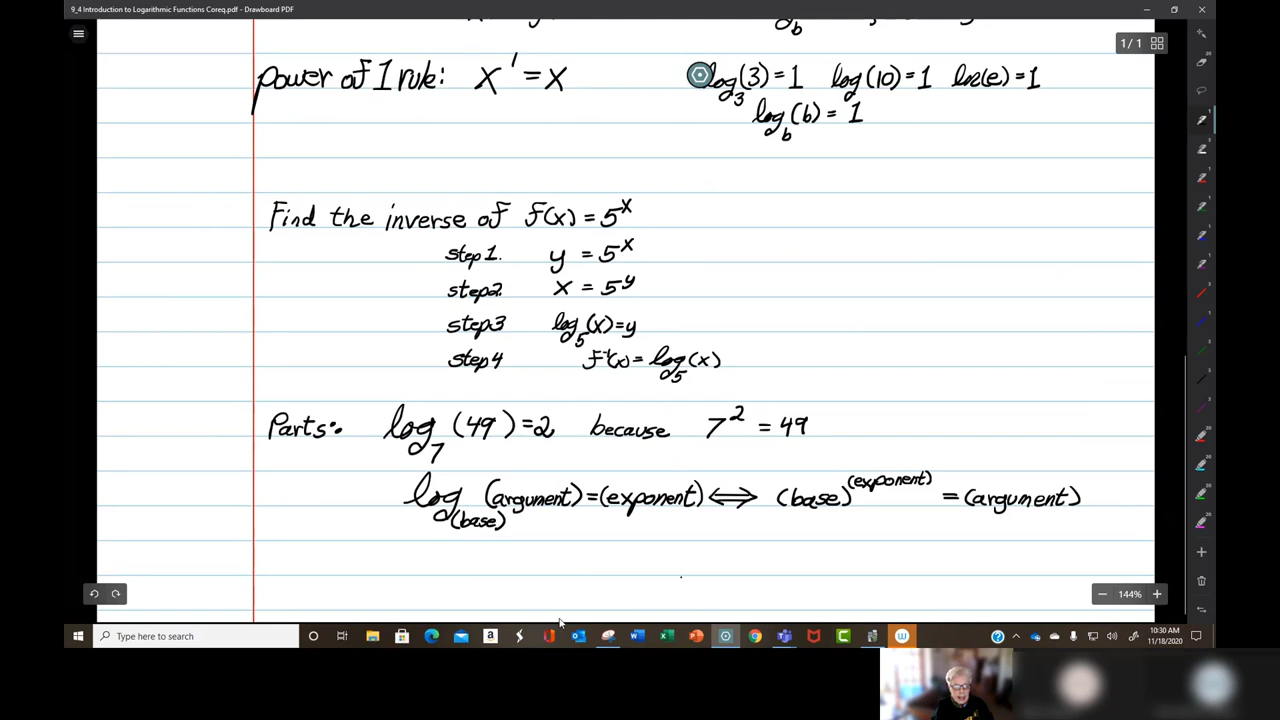 9_4 Introduction to Logarithmic Functions Coreq.pdf - Drawboard PDF
1/1
b
power of 1 rule: x¹ = x log₃(3) = 1 log(10) = 1 ln(e) = 1
log_b(b) = 1
Find the inverse of f(x) = 5ˣ
step 1. y = 5ˣ
step 2. x = 5ʸ
step 3 log₅(x) = y
step 4 f⁻¹(x) = log₅(x)
Parts: log₇(49) = 2 because 7² = 49
log_(base) (argument) = (exponent) ⟺ (base)^(exponent) = (argument)
144%
Type here to search
10:30 AM
11/18/2020